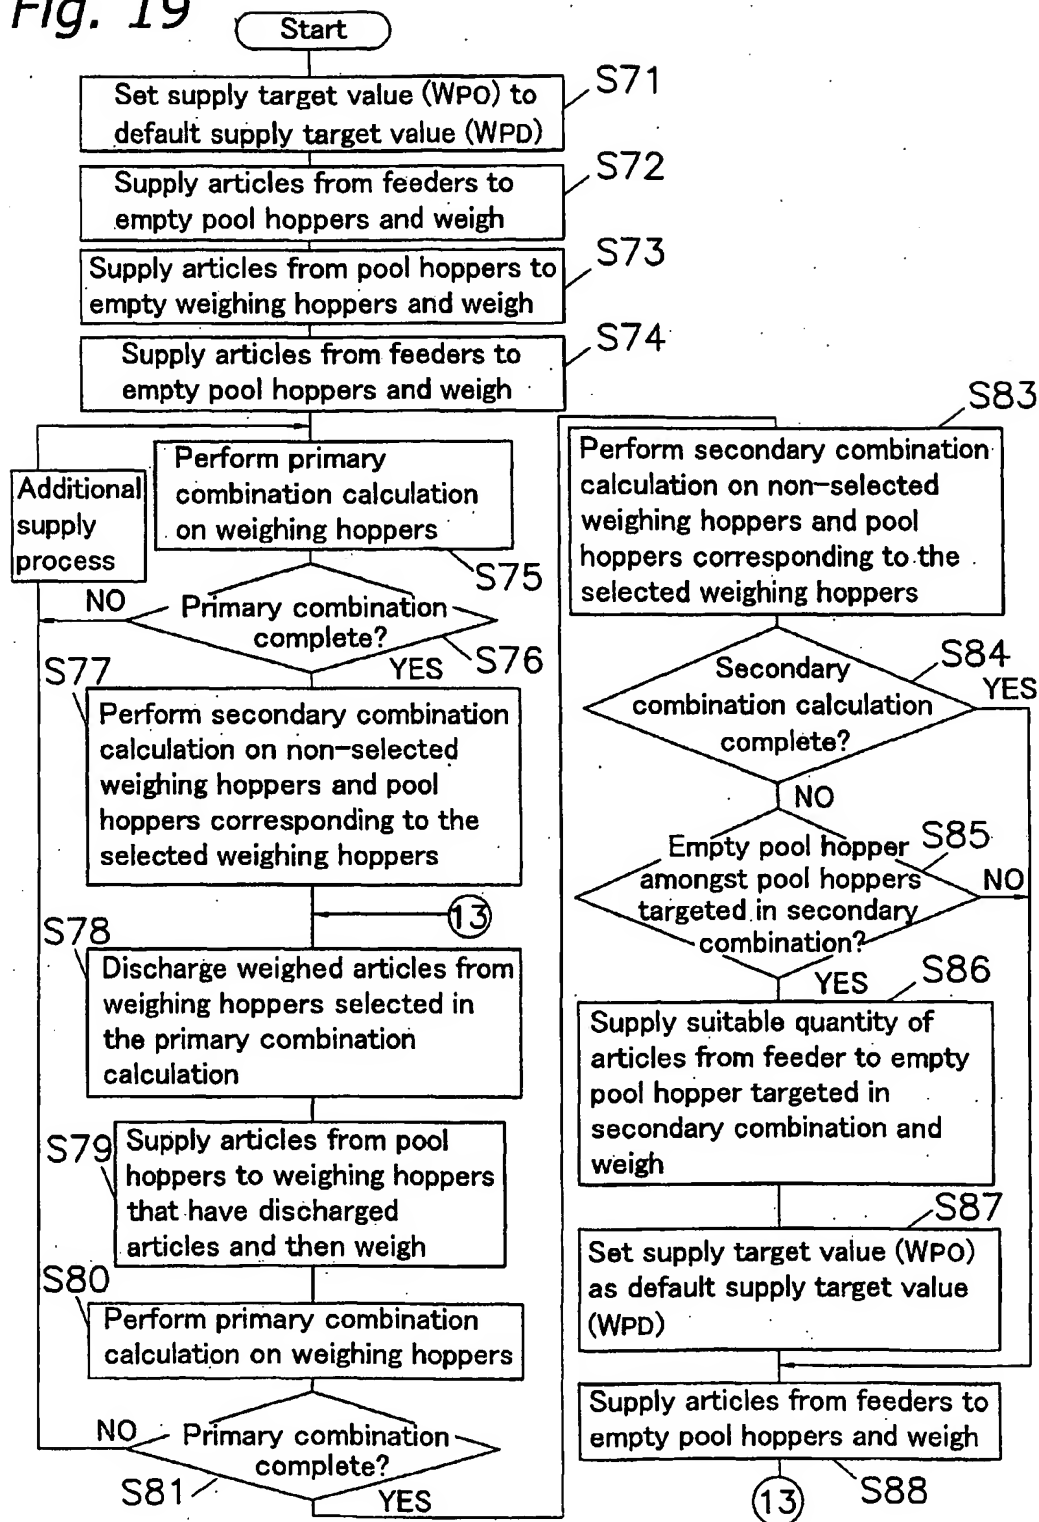 Fig. 19
Start
Set supply target value (WPO) to
default supply target value (WPD)
S71
Supply articles from feeders to
empty pool hoppers and weigh
S72
Supply articles from pool hoppers to
empty weighing hoppers and weigh
S73
Supply articles from feeders to
empty pool hoppers and weigh
S74
Additional
supply
process
Perform primary
combination calculation
on weighing hoppers
S75
NO
Primary combination
complete?
S76
YES
S77
Perform secondary combination
calculation on non-selected
weighing hoppers and pool
hoppers corresponding to the
selected weighing hoppers
13
S78
Discharge weighed articles from
weighing hoppers selected in
the primary combination
calculation
S79
Supply articles from pool
hoppers to weighing hoppers
that have discharged
articles and then weigh
S80
Perform primary combination
calculation on weighing hoppers
NO
Primary combination
complete?
S81
YES
S83
Perform secondary combination
calculation on non-selected
weighing hoppers and pool
hoppers corresponding to the
selected weighing hoppers
S84
Secondary
combination calculation
complete?
YES
NO
S85
Empty pool hopper
amongst pool hoppers
targeted in secondary
combination?
NO
YES
S86
Supply suitable quantity of
articles from feeder to empty
pool hopper targeted in
secondary combination and
weigh
S87
Set supply target value (WPO)
as default supply target value
(WPD)
Supply articles from feeders to
empty pool hoppers and weigh
S88
13